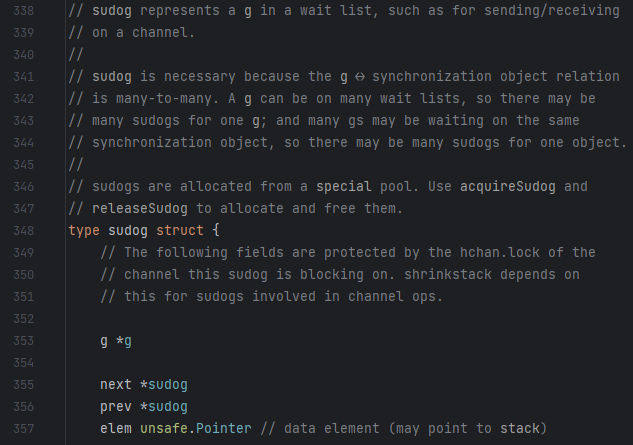 338 // sudog represents a g in a wait list, such as for sending/receiving
339 // on a channel.
340 //
341 // sudog is necessary because the g ↔ synchronization object relation
342 // is many-to-many. A g can be on many wait lists, so there may be
343 // many sudogs for one g; and many gs may be waiting on the same
344 // synchronization object, so there may be many sudogs for one object.
345 //
346 // sudogs are allocated from a special pool. Use acquireSudog and
347 // releaseSudog to allocate and free them.
348 type sudog struct {
349     // The following fields are protected by the hchan.lock of the
350     // channel this sudog is blocking on. shrinkstack depends on
351     // this for sudogs involved in channel ops.
352
353     g *g
354
355     next *sudog
356     prev *sudog
357     elem unsafe.Pointer // data element (may point to stack)